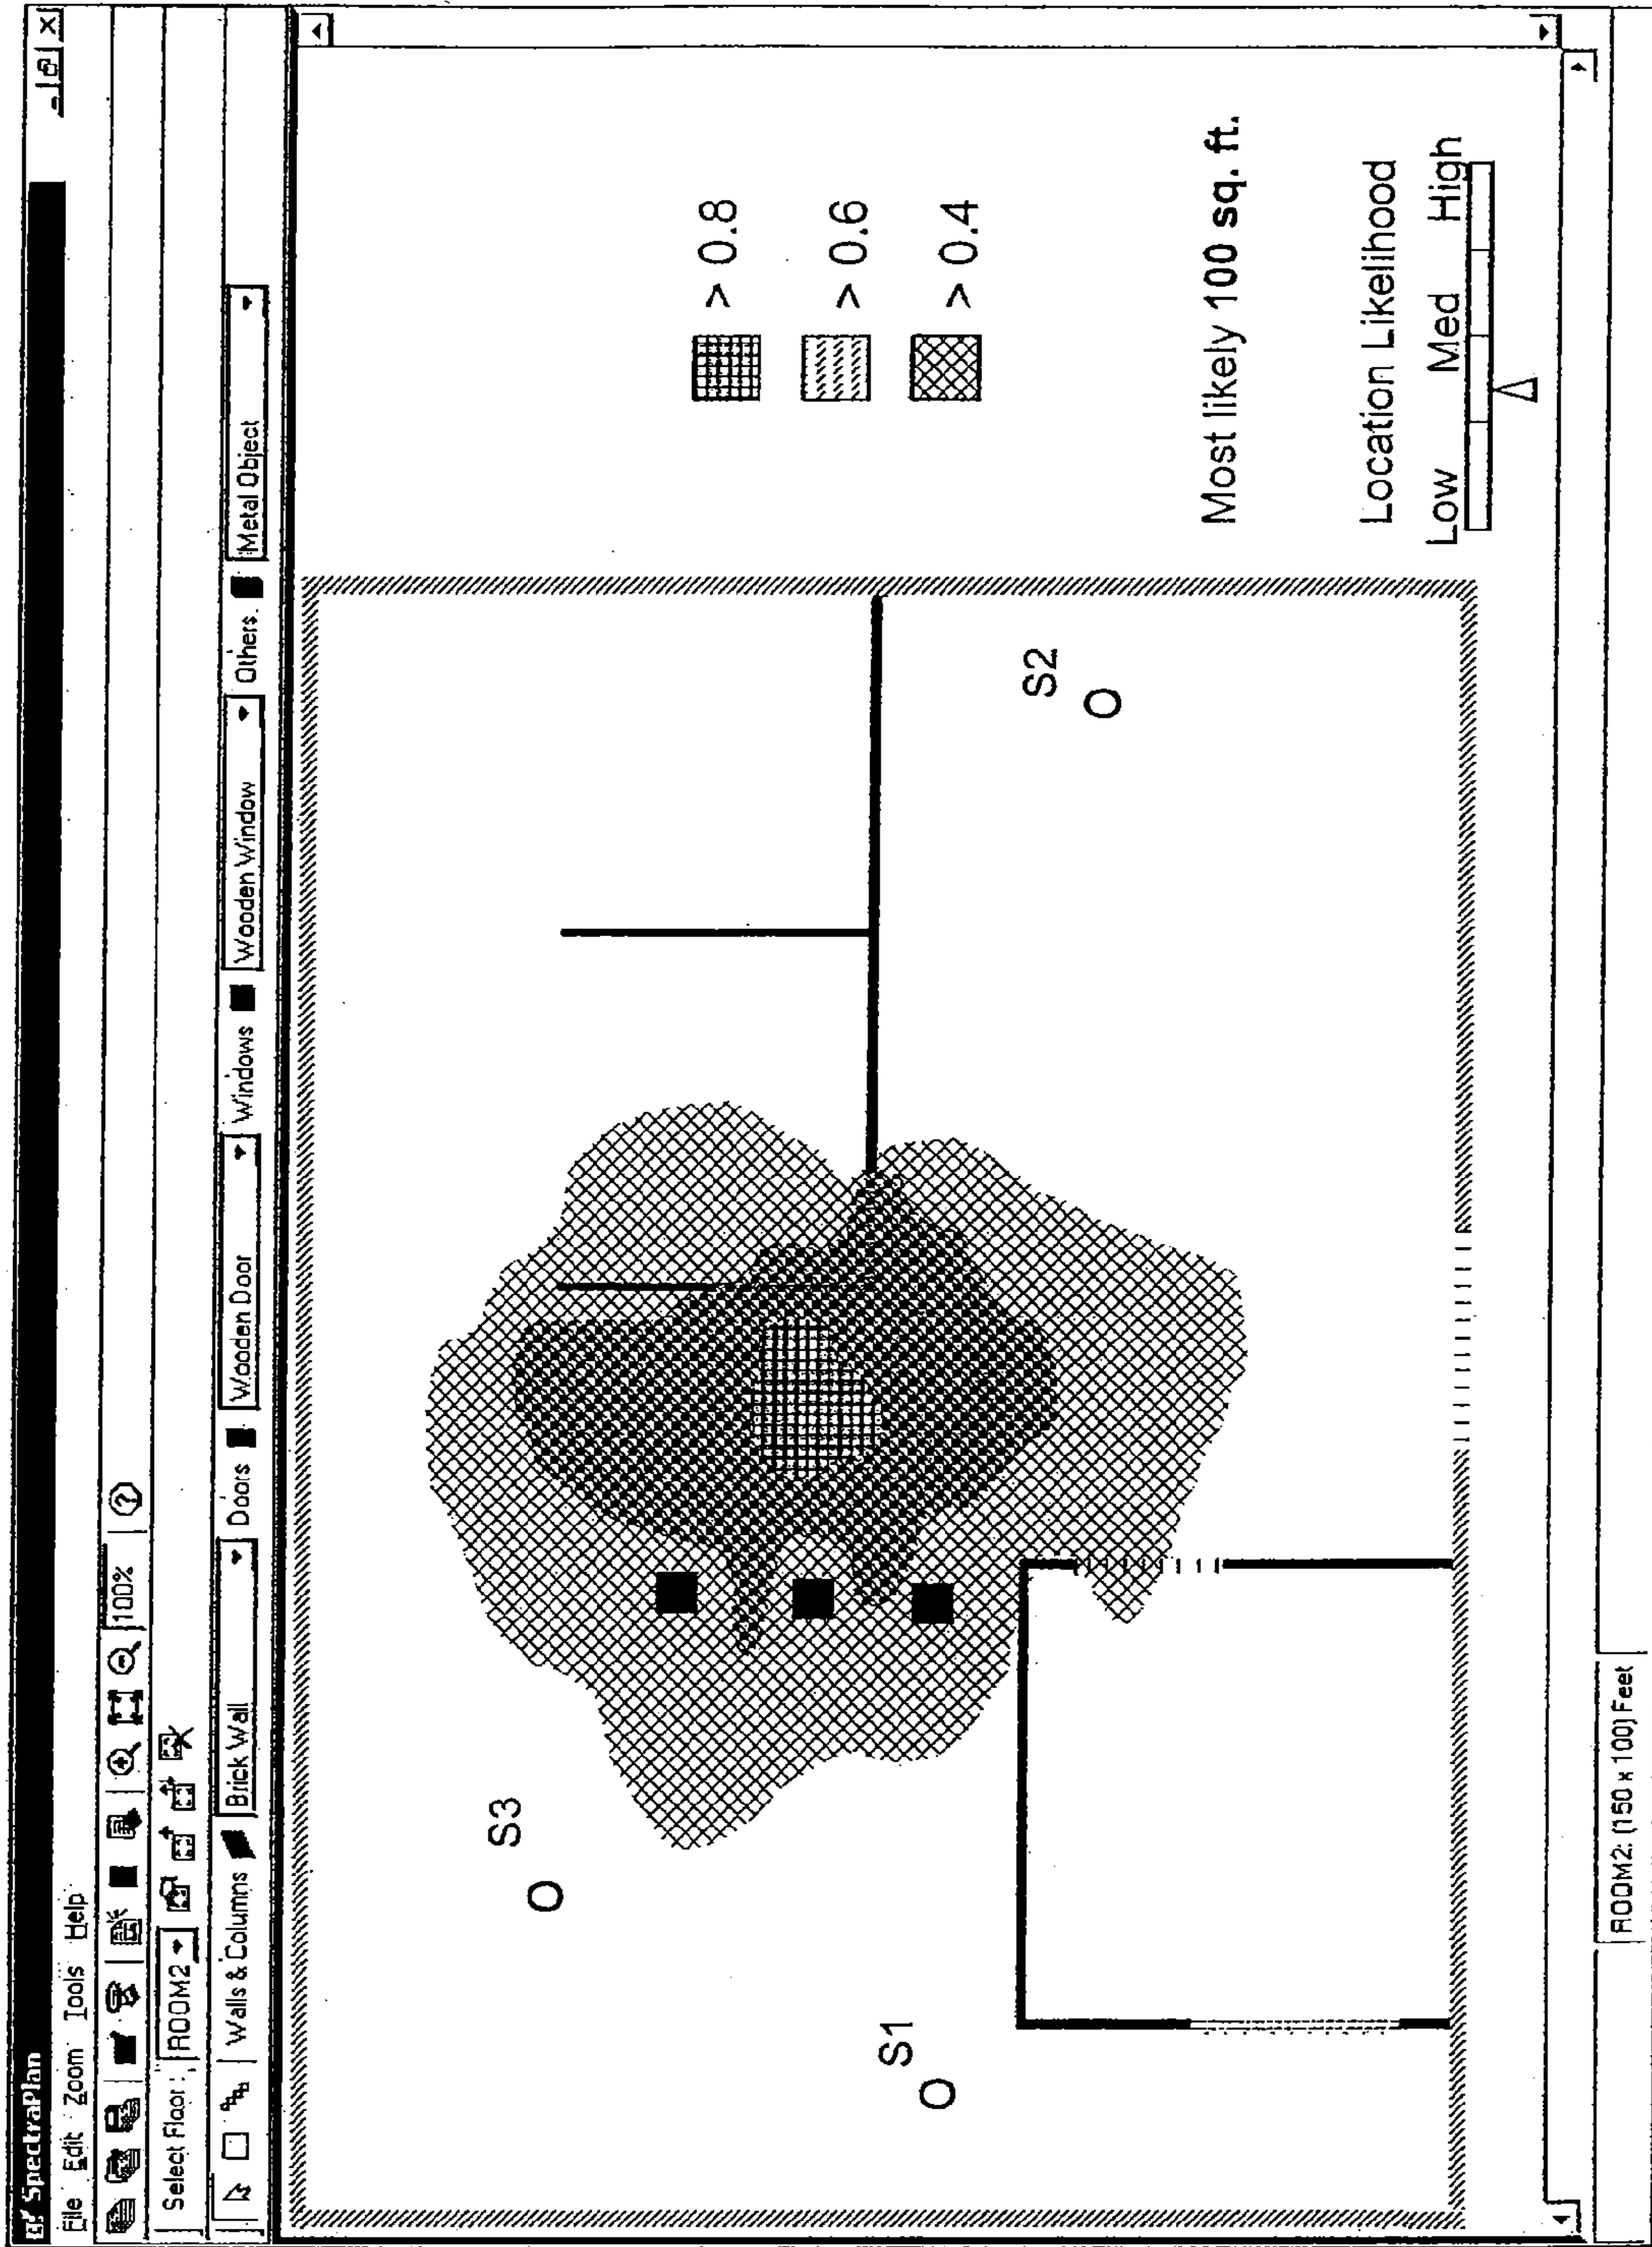 SpectraPlan
File Edit Zoom Tools Help
100%
Select Floor: ROOM2
Walls & Columns Brick Wall Doors Wooden Door Windows Wooden Window Others. Metal Object
S3
S1
S2
> 0.8
> 0.6
> 0.4
Most likely 100 sq. ft.
Location Likelihood
Low Med High
ROOM2: (150 x 100) Feet